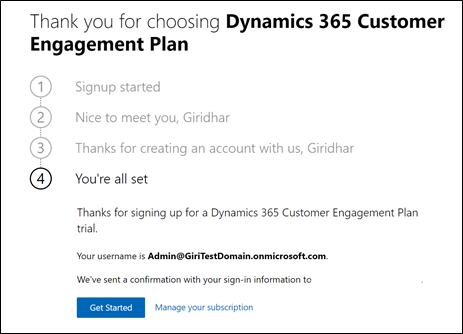 Thank you for choosing Dynamics 365 Customer
Engagement Plan
1 Signup started
2 Nice to meet you, Giridhar
3 Thanks for creating an account with us, Giridhar
4 You're all set
Thanks for signing up for a Dynamics 365 Customer Engagement Plan
trial.
Your username is Admin@GiriTestDomain.onmicrosoft.com.
We've sent a confirmation with your sign-in information to .
Get Started Manage your subscription